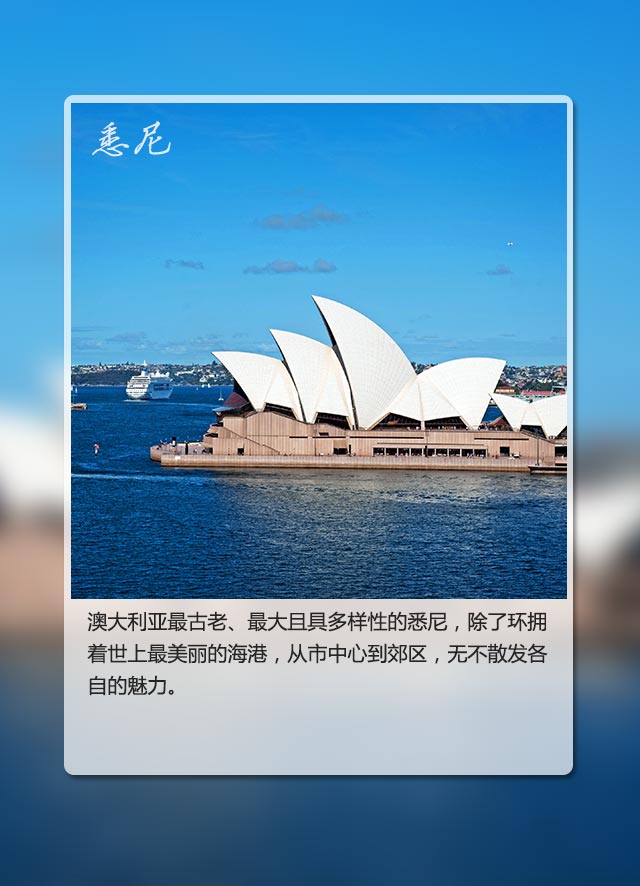 悉尼
澳大利亚最古老、最大且具多样性的悉尼，除了环拥
着世上最美丽的海港，从市中心到郊区，无不散发各
自的魅力。